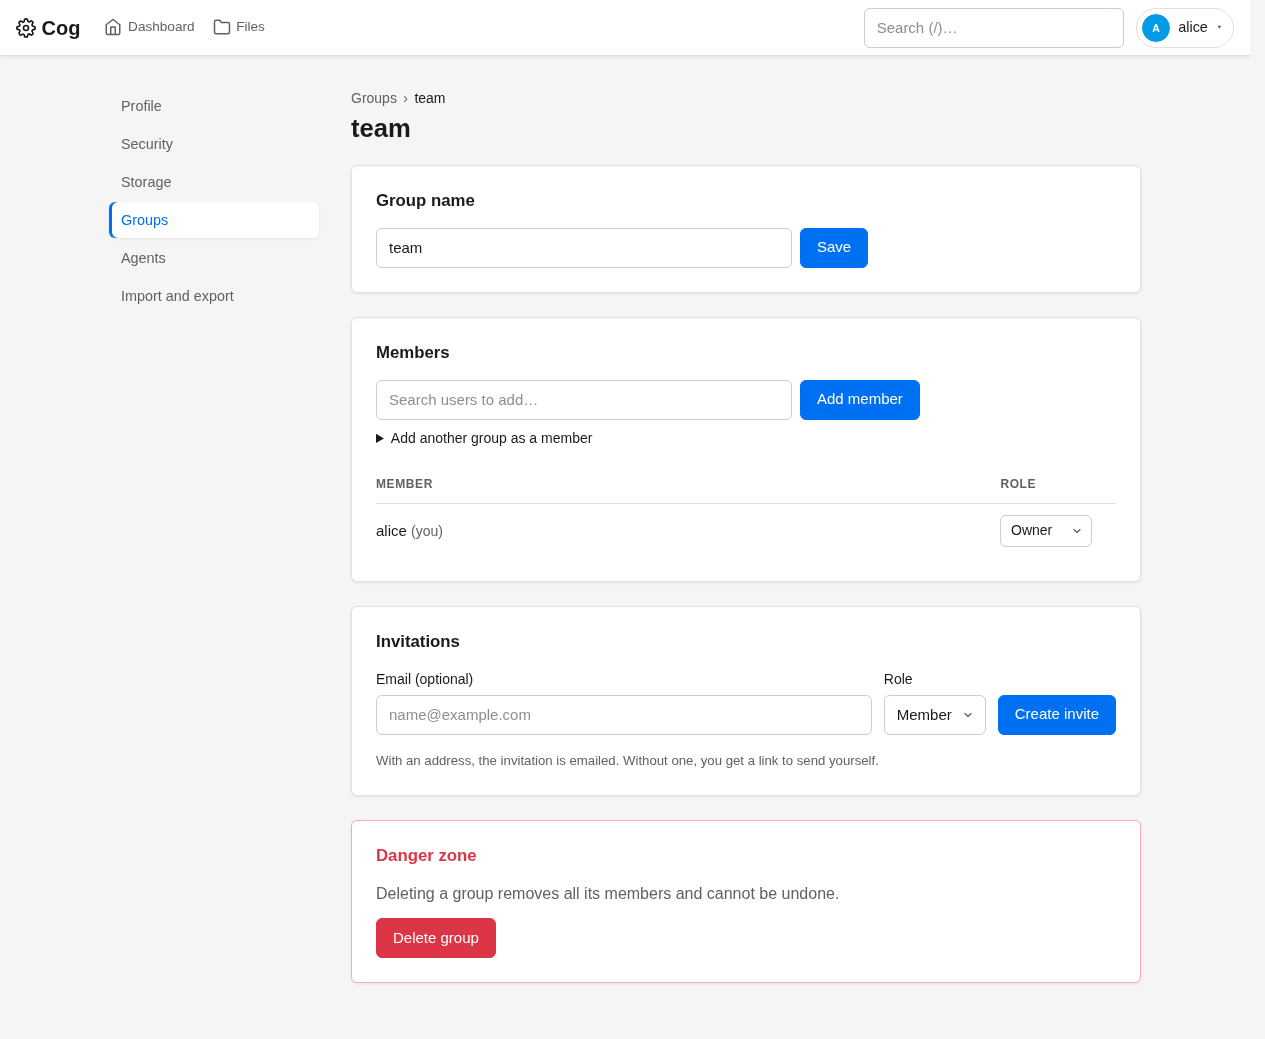 Cog Dashboard Files Search (/)… A alice
Profile
Security
Storage
Groups
Agents
Import and export
Groups › team
team
Group name
team Save
Members
Search users to add… Add member
Add another group as a member
MEMBER ROLE
alice (you) Owner
Invitations
Email (optional) Role
name@example.com Member Create invite
With an address, the invitation is emailed. Without one, you get a link to send yourself.
Danger zone
Deleting a group removes all its members and cannot be undone.
Delete group